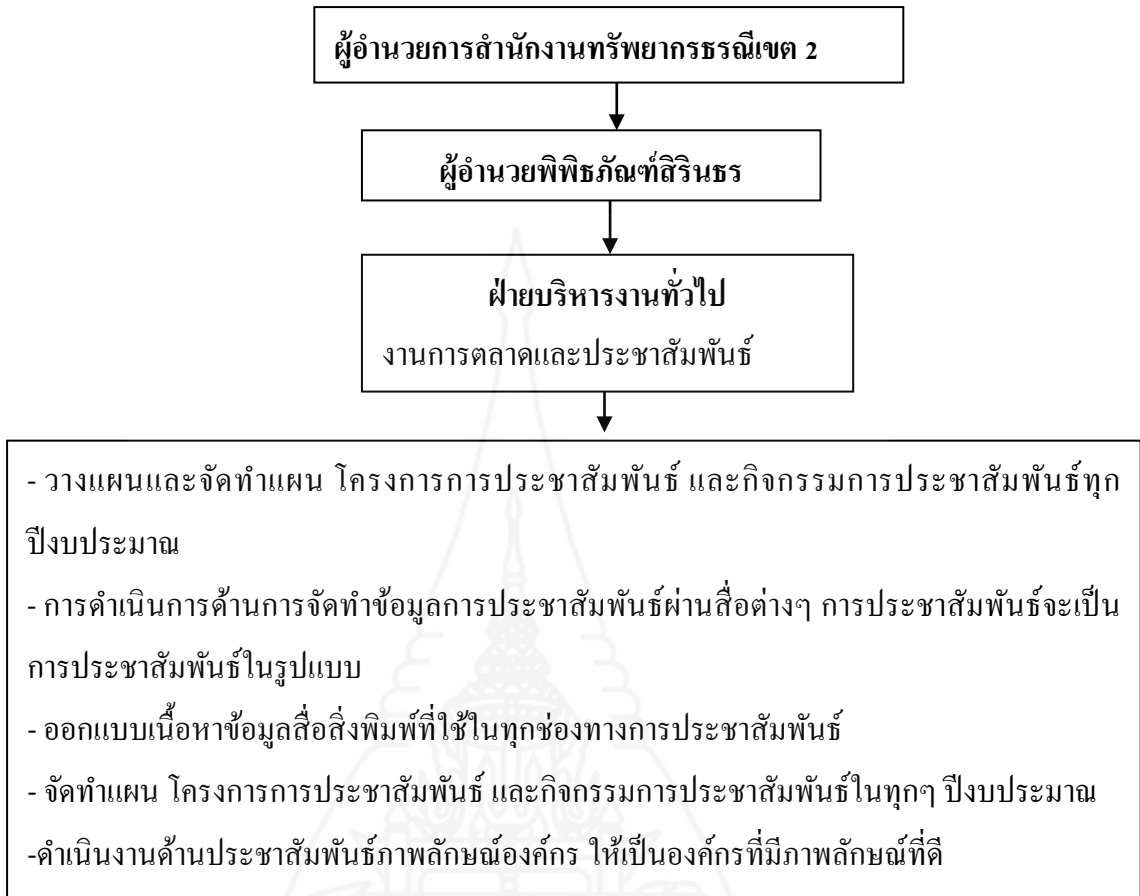 ผู้อำนวยการสำนักงานทรัพยากรธรณีเขต 2
ผู้อำนวยพิพิธภัณฑ์สิรินธร
ฝ่ายบริหารงานทั่วไป
งานการตลาดและประชาสัมพันธ์
- วางแผนและจัดทำแผน โครงการการประชาสัมพันธ์ และกิจกรรมการประชาสัมพันธ์ทุก
ปีงบประมาณ
- การดำเนินการด้านการจัดทำข้อมูลการประชาสัมพันธ์ผ่านสื่อต่างๆ การประชาสัมพันธ์จะเป็น
การประชาสัมพันธ์ในรูปแบบ
- ออกแบบเนื้อหาข้อมูลสื่อสิ่งพิมพ์ที่ใช้ในทุกช่องทางการประชาสัมพันธ์
- จัดทำแผน โครงการการประชาสัมพันธ์ และกิจกรรมการประชาสัมพันธ์ในทุกๆ ปีงบประมาณ
-ดำเนินงานด้านประชาสัมพันธ์ภาพลักษณ์องค์กร ให้เป็นองค์กรที่มีภาพลักษณ์ที่ดี